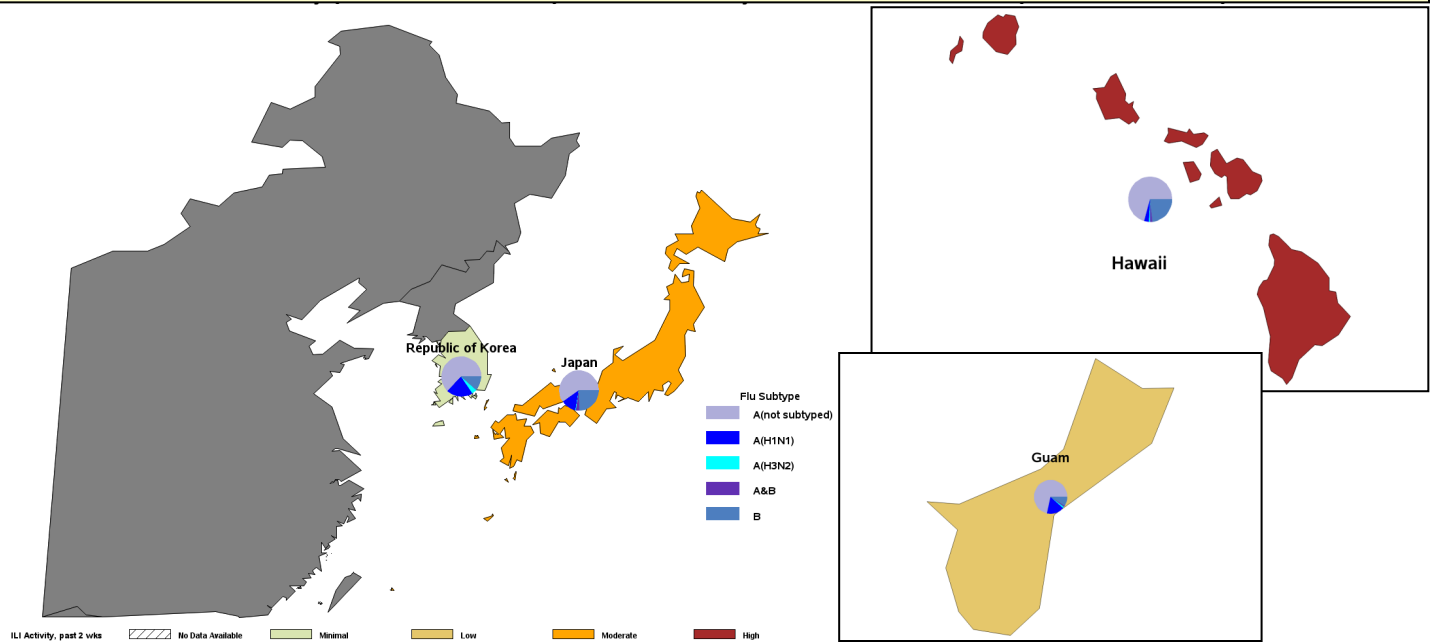 Hawaii
Republic of Korea
Japan
Flu Subtype
A(not subtyped)
A(H1N1)
A(H3N2)
A&B
B
Guam
ILI Activity, past 2 wks No Data Available Minimal Low Moderate High